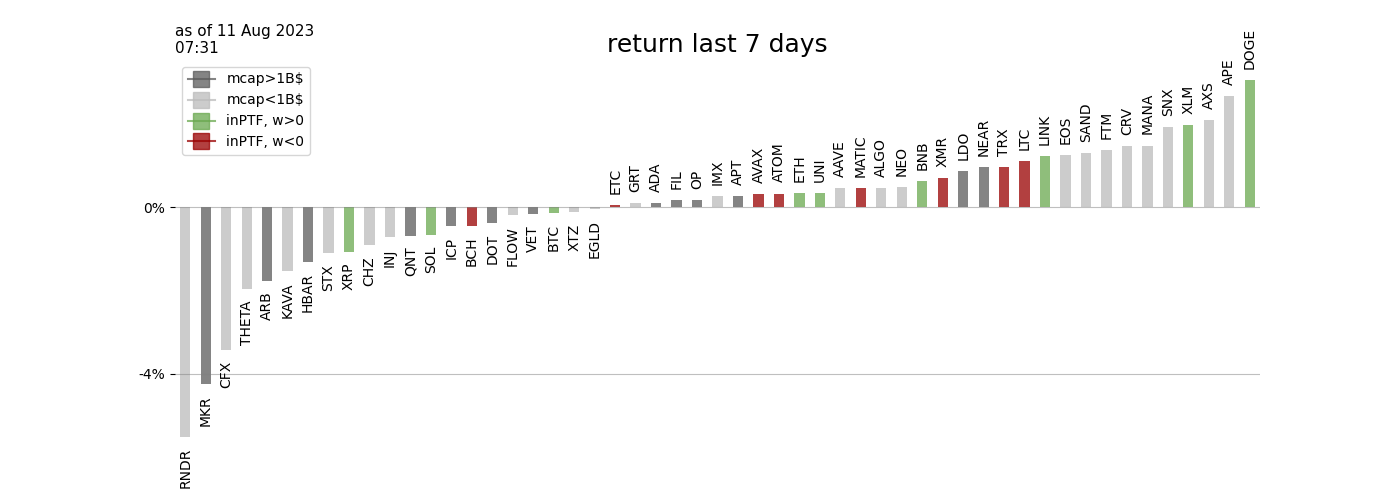 as of 11 Aug 2023
07:31
return last 7 days
mcap>1B$
mcap<1B$
inPTF, w>0
inPTF, w<0
0%
-4%
RNDR
MKR
CFX
THETA
ARB
KAVA
HBAR
STX
XRP
CHZ
INJ
QNT
SOL
ICP
BCH
DOT
FLOW
VET
BTC
XTZ
EGLD
ETC
GRT
ADA
FIL
OP
IMX
APT
AVAX
ATOM
ETH
UNI
AAVE
MATIC
ALGO
NEO
BNB
XMR
LDO
NEAR
TRX
LTC
LINK
EOS
SAND
FTM
CRV
MANA
SNX
XLM
AXS
APE
DOGE